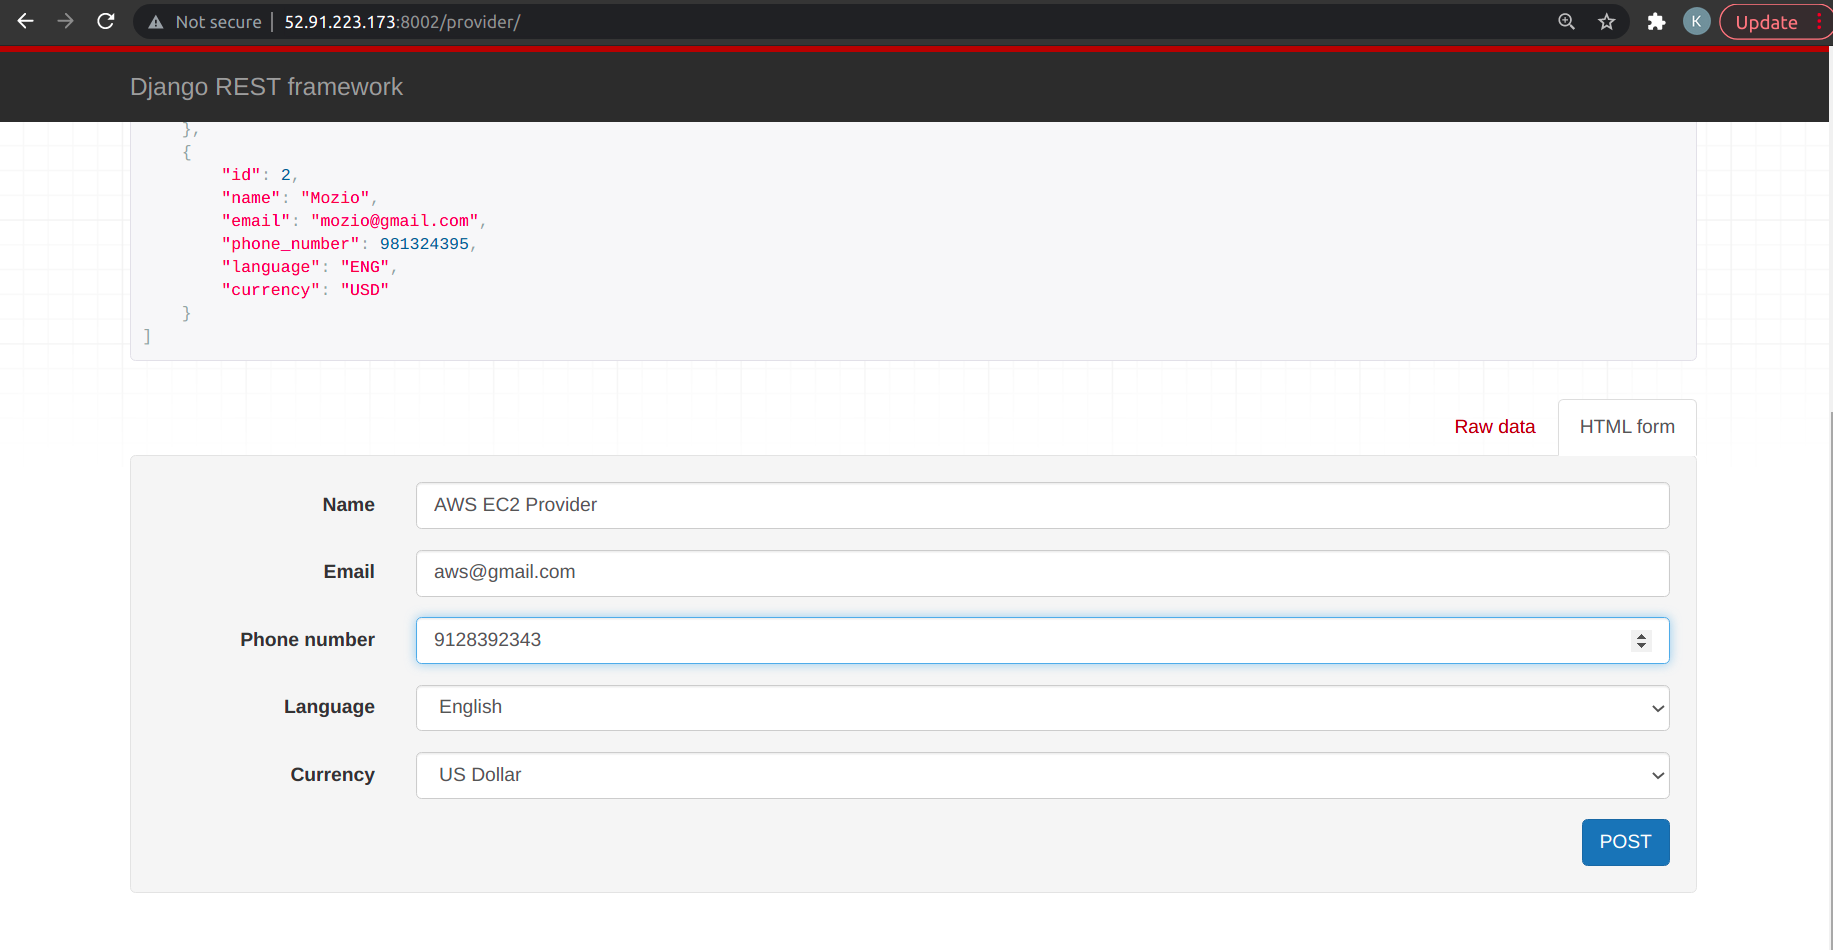 Not secure | 52.91.223.173:8002/provider/ K Update
Django REST framework
},
{
"id": 2,
"name": "Mozio",
"email": "mozio@gmail.com",
"phone_number": 981324395,
"language": "ENG",
"currency": "USD"
}
]
Raw data HTML form
Name AWS EC2 Provider
Email aws@gmail.com
Phone number 9128392343
Language English
Currency US Dollar
POST